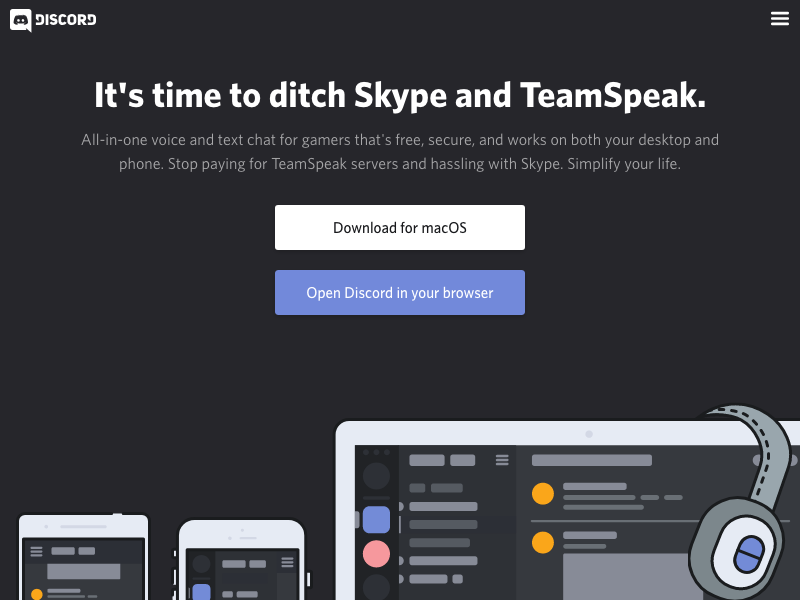 DISCORD
It's time to ditch Skype and TeamSpeak.
All-in-one voice and text chat for gamers that's free, secure, and works on both your desktop and
phone. Stop paying for TeamSpeak servers and hassling with Skype. Simplify your life.
Download for macOS
Open Discord in your browser